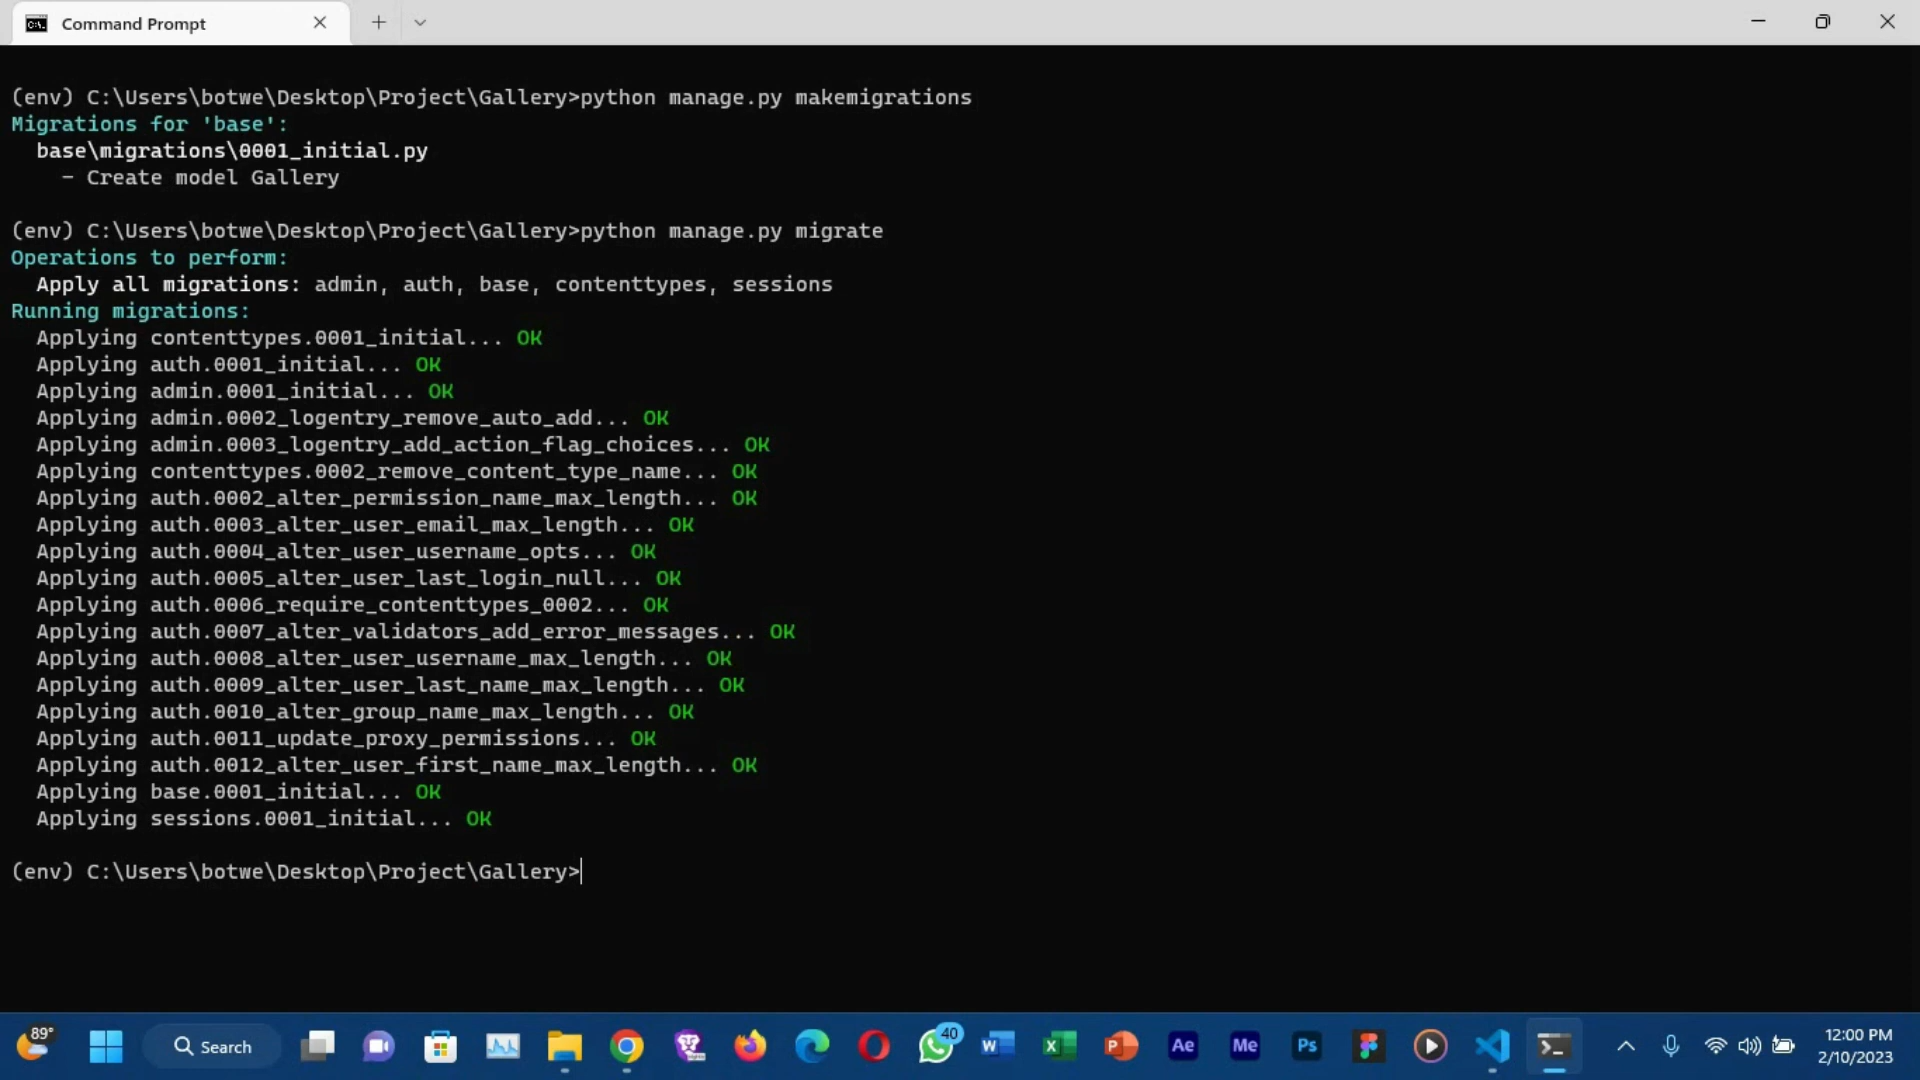 Command Prompt
(env) C:\Users\botwe\Desktop\Project\Gallery>python manage.py makemigrations
Migrations for 'base':
base\migrations\0001_initial.py
- Create model Gallery
(env) C:\Users\botwe\Desktop\Project\Gallery>python manage.py migrate
Operations to perform:
Apply all migrations: admin, auth, base, contenttypes, sessions
Running migrations:
Applying contenttypes.0001_initial... OK
Applying auth.0001_initial... OK
Applying admin.0001_initial... OK
Applying admin.0002_logentry_remove_auto_add... OK
Applying admin.0003_logentry_add_action_flag_choices... OK
Applying contenttypes.0002_remove_content_type_name... OK
Applying auth.0002_alter_permission_name_max_length... OK
Applying auth.0003_alter_user_email_max_length... OK
Applying auth.0004_alter_user_username_opts... OK
Applying auth.0005_alter_user_last_login_null... OK
Applying auth.0006_require_contenttypes_0002... OK
Applying auth.0007_alter_validators_add_error_messages... OK
Applying auth.0008_alter_user_username_max_length... OK
Applying auth.0009_alter_user_last_name_max_length... OK
Applying auth.0010_alter_group_name_max_length... OK
Applying auth.0011_update_proxy_permissions... OK
Applying auth.0012_alter_user_first_name_max_length... OK
Applying base.0001_initial... OK
Applying sessions.0001_initial... OK
(env) C:\Users\botwe\Desktop\Project\Gallery>
89°
Search
40
W
X
P
Ae
Me
Ps
12:00 PM
2/10/2023